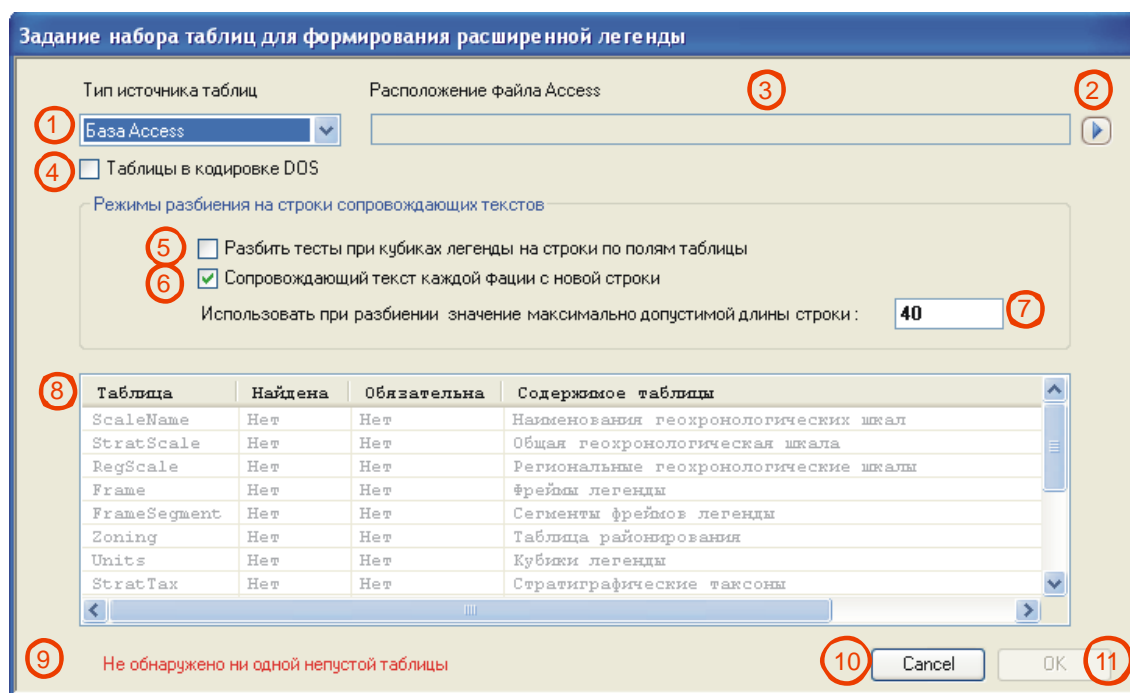 Задание набора таблиц для формирования расширенной легенды
Тип источника таблиц Расположение файла Access 3 2
1 База Access
4 Таблицы в кодировке DOS
Режимы разбиения на строки сопровождающих текстов
5 Разбить тесты при кубиках легенды на строки по полям таблицы
6 Сопровождающий текст каждой фации с новой строки
Использовать при разбиении значение максимально допустимой длины строки : 40 7
8 Таблица Найдена Обязательна Содержимое таблицы
ScaleName Нет Нет Наименования геохронологических шкал
StratScale Нет Нет Общая геохронологическая шкала
RegScale Нет Нет Региональные геохронологические шкалы
Frame Нет Нет Фреймы легенды
FrameSegment Нет Нет Сегменты фреймов легенды
Zoning Нет Нет Таблица районирования
Units Нет Нет Кубики легенды
StratTax Нет Нет Стратиграфические таксоны
9 Не обнаружено ни одной непустой таблицы 10 Cancel OK 11